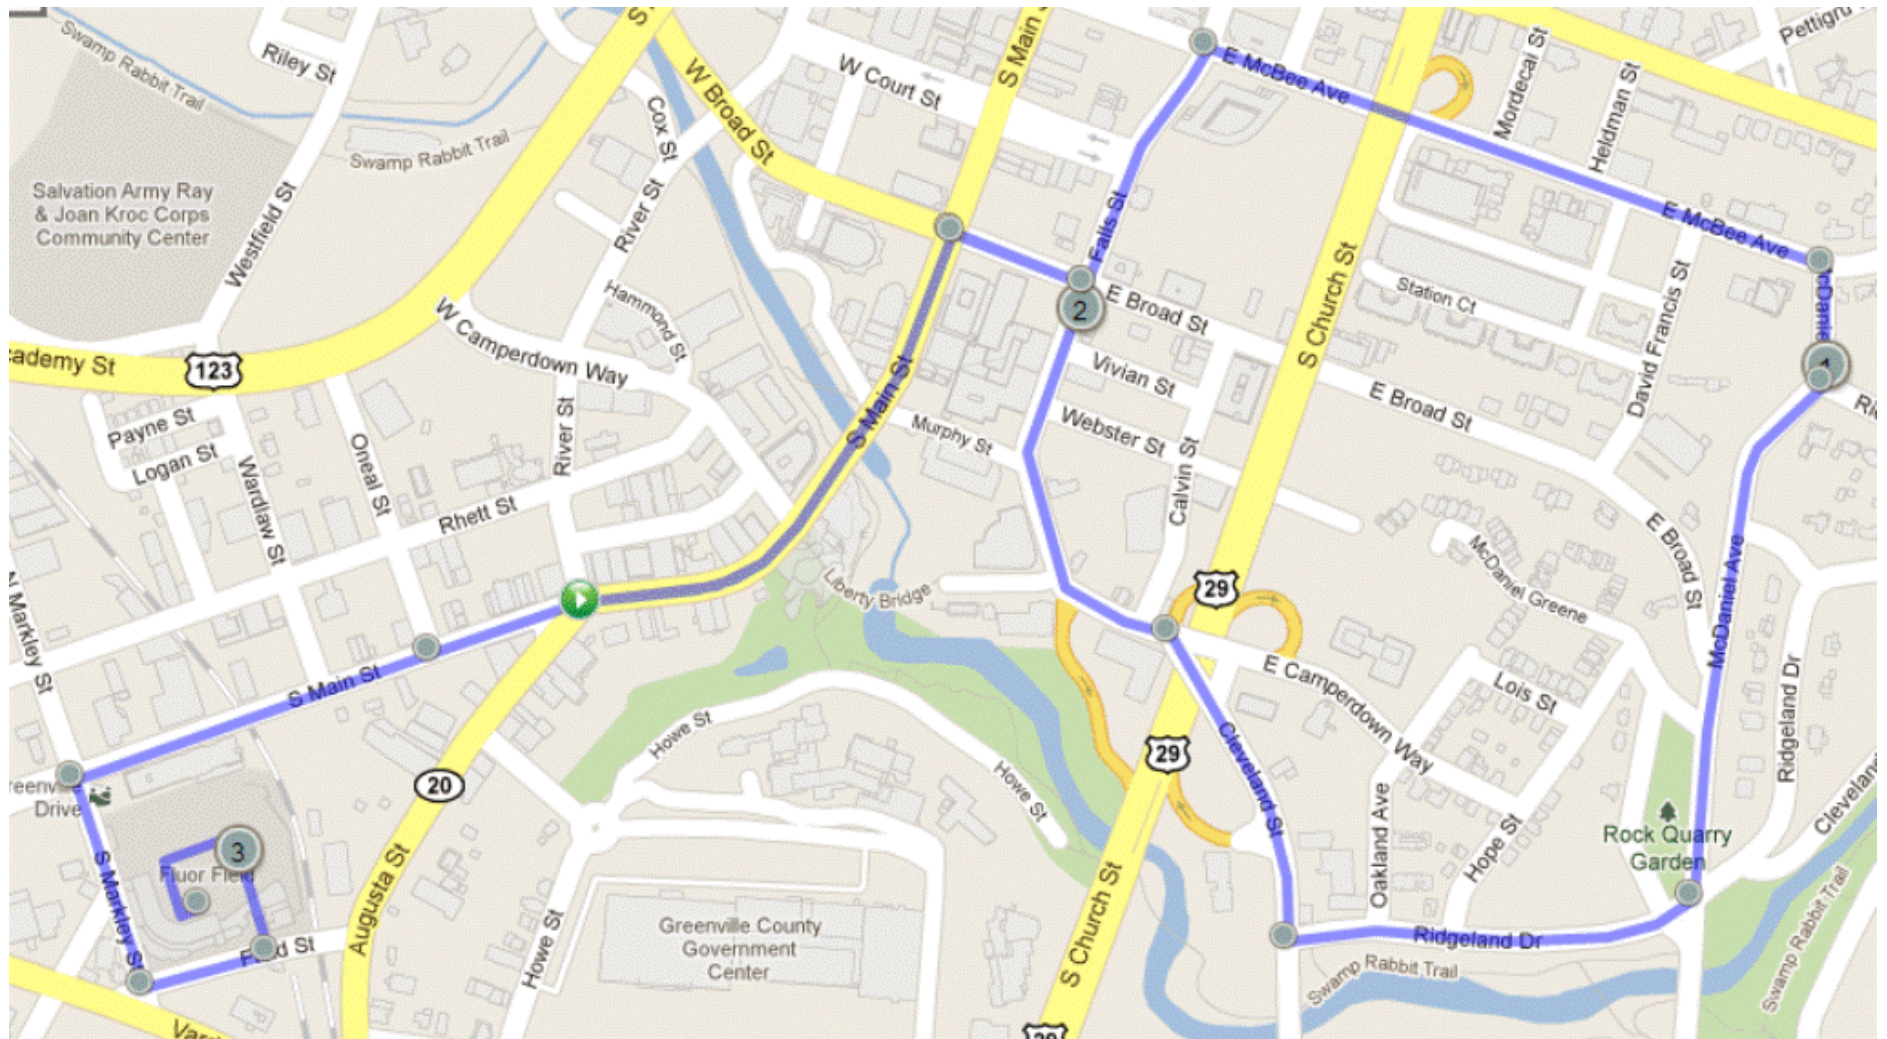 Swamp Rabbit Trail
Riley St
Swamp Rabbit Trail
Salvation Army Ray
& Joan Kroc Corps
Community Center
Westfield St
W Broad St
Cox St
River St
W Court St
S Main
E McBee Ave
Mordecai St
Heldman St
E McBee Ave
Falls St
S Church St
Station Ct
David Francis St
Hammond St
W Camperdown Way
123
2
E Broad St
Vivian St
Webster St
E Broad St
Payne St
Logan St
Wardlaw St
Oneal St
River St
Rhett St
S Main St
Murphy St
Calvin St
E Broad St
McDaniel Greene
McDaniel Ave
Ridgeland Dr
N Markley St
Liberty Bridge
29
E Camperdown Way
Lois St
S Main St
Howe St
Howe St
29
Cleveland St
Oakland Ave
Hope St
Rock Quarry
Garden
Cleveland
20
Drive
3
Fluor Field
S Markley St
St
Augusta St
Howe St
Greenville County
Government
Center
S Church St
Ridgeland Dr
Swamp Rabbit Trail
Swamp Rabbit Trail
29